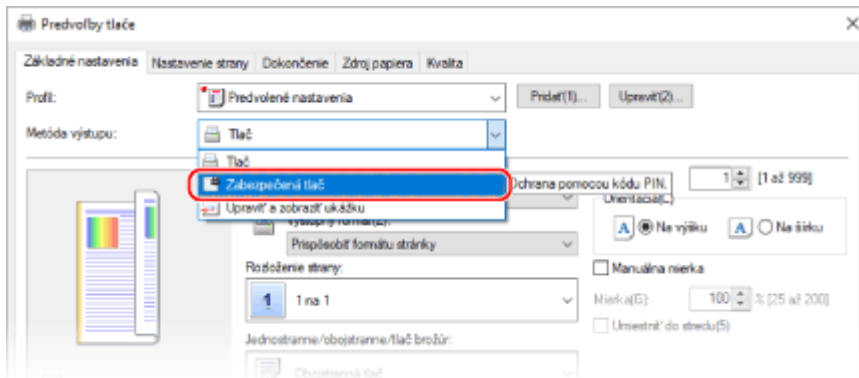 Predvoľby tlače
Základné nastavenia Nastavenie strany Dokončenie Zdroj papiera Kvalita
Profil: Predvolené nastavenia Pridať(1)... Upraviť(2)...
Metóda výstupu: Tlač
Tlač
Zabezpečená tlač
Ochrana pomocou kódu PIN.
1 [1 až 999]
Upraviť a zobraziť ukážku
Orientácia(L)
Výstupný formát(Z):
A Na výšku A Na šírku
Prispôsobiť formátu stránky
Rozloženie strany:
Manuálna mierka
1 1 na 1
Mierka(G): 100 % [25 až 200]
Umiestniť do stredu(5)
Jednostranne/obojstranne/tlač brožúr:
Obojstranná tlač